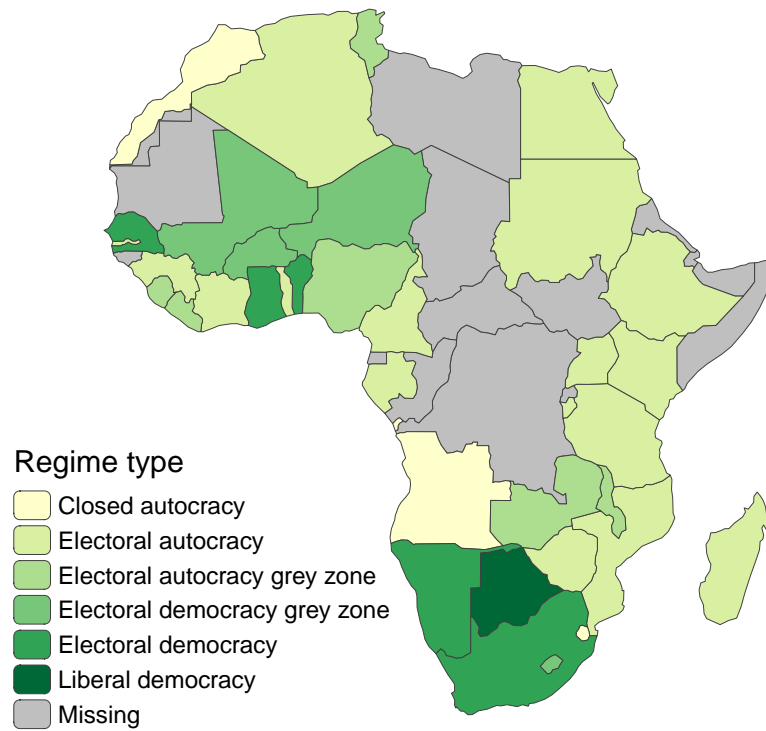 Regime type
Closed autocracy
Electoral autocracy
Electoral autocracy grey zone
Electoral democracy grey zone
Electoral democracy
Liberal democracy
Missing